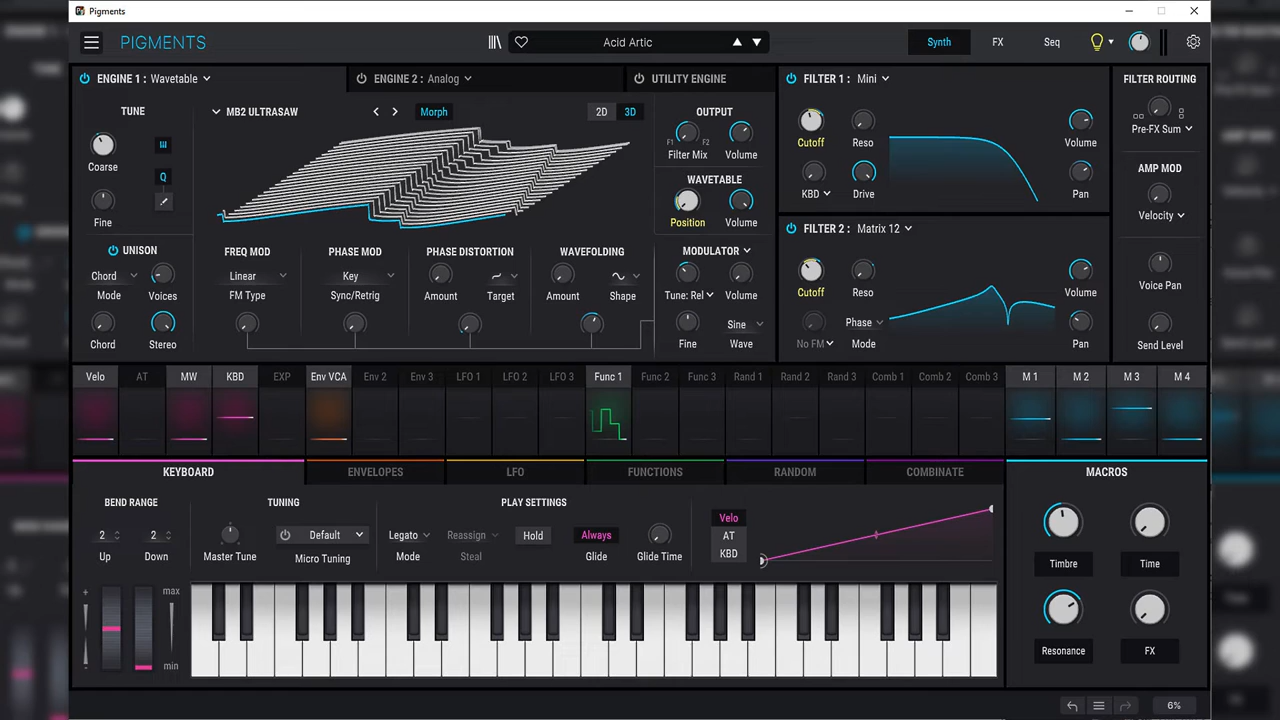 Pigments
PIGMENTS
Acid Artic
Synth
FX
Seq
ENGINE 1 : Wavetable
ENGINE 2 : Analog
UTILITY ENGINE
FILTER 1 : Mini
FILTER ROUTING
TUNE
MB2 ULTRASAW
Morph
2D
3D
OUTPUT
Coarse
Fine
Q
F1
F2
Filter Mix
Volume
WAVETABLE
Position
Volume
Cutoff
Reso
KBD
Drive
Volume
Pan
Pre-FX Sum
AMP MOD
Velocity
FILTER 2 : Matrix 12
UNISON
Chord
Mode
Voices
Chord
Stereo
FREQ MOD
Linear
FM Type
PHASE MOD
Key
Sync/Retrig
PHASE DISTORTION
Amount
Target
WAVEFOLDING
Amount
Shape
MODULATOR
Tune: Rel
Volume
Fine
Sine
Wave
Cutoff
Reso
No FM
Phase
Mode
Volume
Pan
Voice Pan
Send Level
Velo
AT
MW
KBD
EXP
Env VCA
Env 2
Env 3
LFO 1
LFO 2
LFO 3
Func 1
Func 2
Func 3
Rand 1
Rand 2
Rand 3
Comb 1
Comb 2
Comb 3
M 1
M 2
M 3
M 4
KEYBOARD
ENVELOPES
LFO
FUNCTIONS
RANDOM
COMBINATE
MACROS
BEND RANGE
2
2
Up
Down
TUNING
Master Tune
Default
Micro Tuning
PLAY SETTINGS
Legato
Mode
Reassign
Steal
Hold
Always
Glide
Glide Time
Velo
AT
KBD
Timbre
Time
Resonance
FX
+
-
max
min
6%